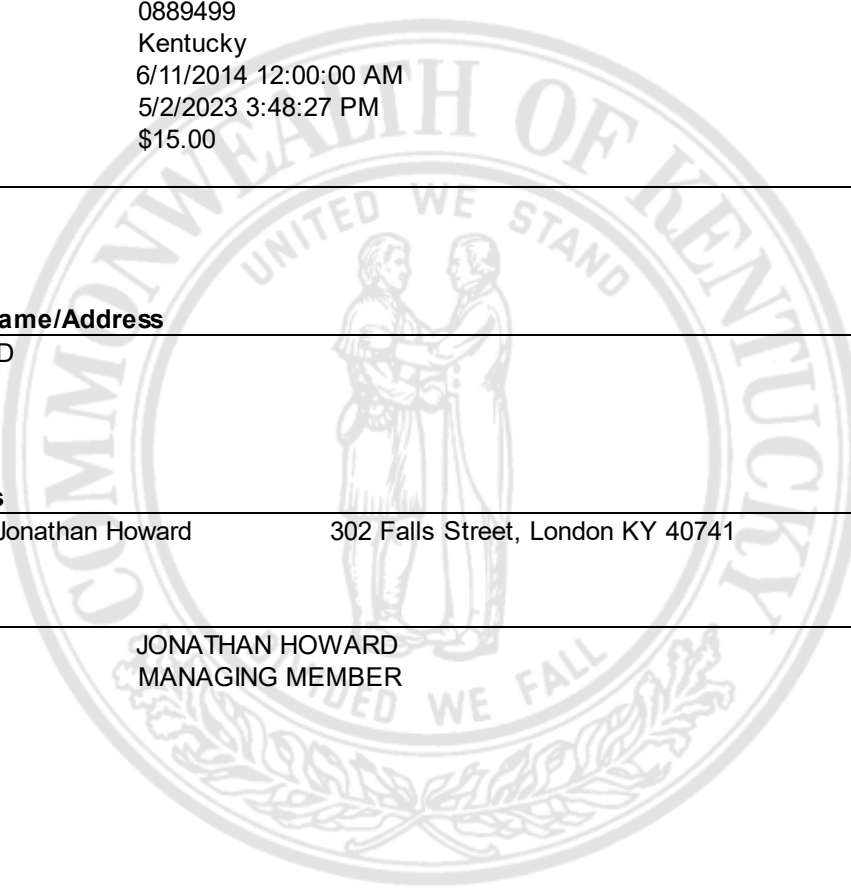 0889499
Kentucky
6/11/2014 12:00:00 AM
5/2/2023 3:48:27 PM
$15.00
COMMONWEALTH OF KENTUCKY
UNITED WE STAND
ame/Address
D
s
Jonathan Howard 302 Falls Street, London KY 40741
JONATHAN HOWARD
MANAGING MEMBER
DED WE FALL